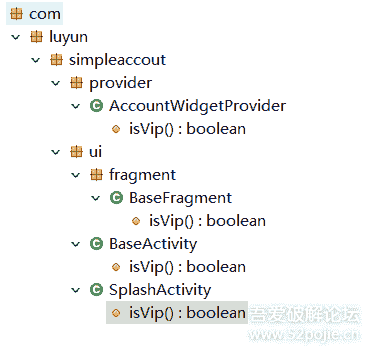 com
luyun
simpleaccout
provider
AccountWidgetProvider
isVip() : boolean
ui
fragment
BaseFragment
isVip() : boolean
BaseActivity
isVip() : boolean
SplashActivity
isVip() : boolean
吾爱破解论坛
www.52pojie.cn